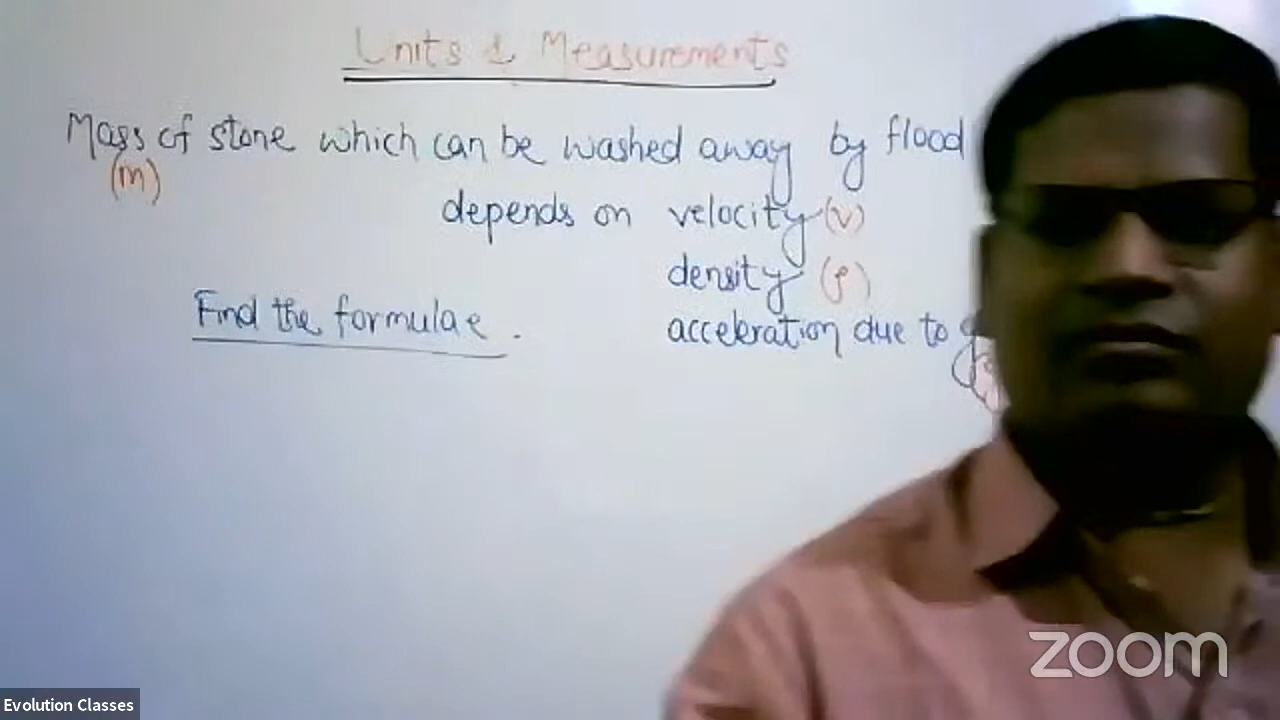 Units & Measurements
Mass of stone which can be washed away by flood
(m)
depends on velocity (v)
density (ρ)
Find the formulae .
acceleration due to
zoom
Evolution Classes